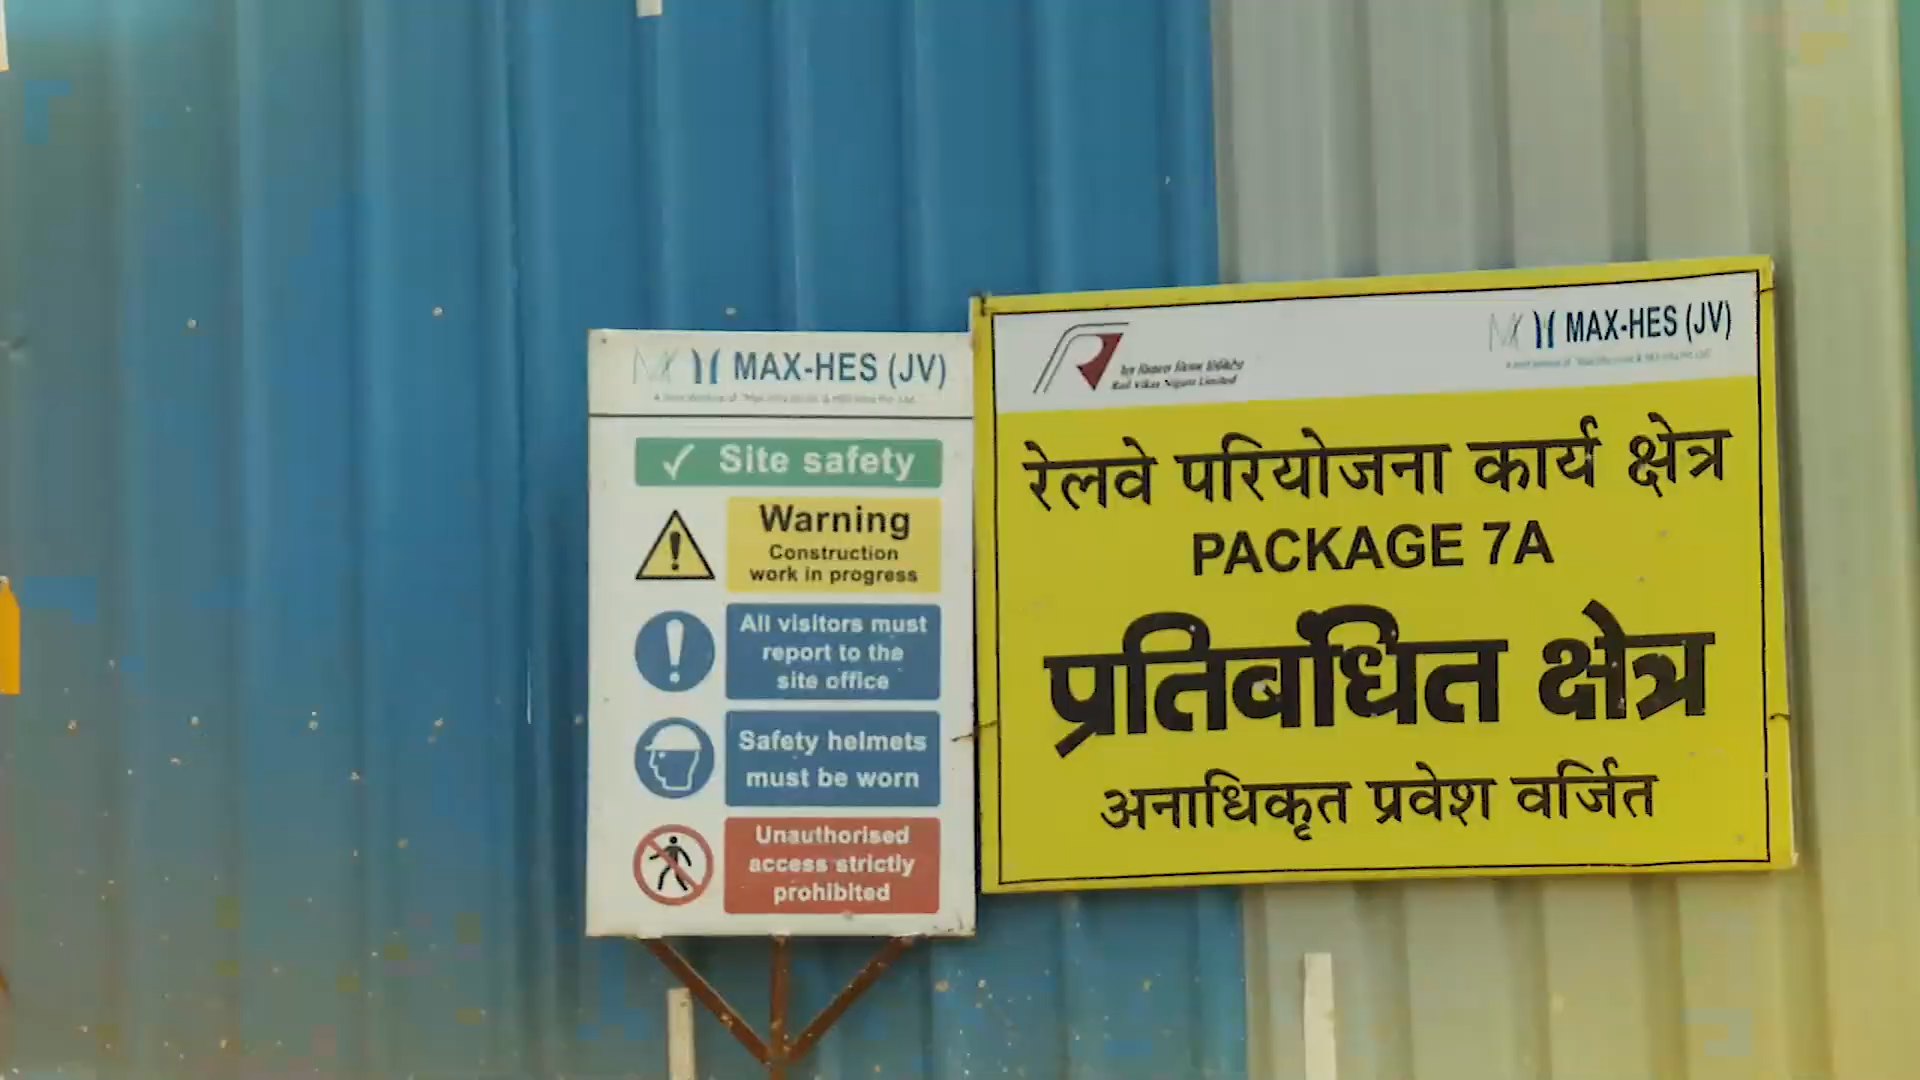 MAX-HES (JV)
Site safety
Warning
Construction
work in progress
All visitors must
report to the
site office
Safety helmets
must be worn
Unauthorised
access strictly
prohibited
Rail Vikas Nigam Limited
MAX-HES (JV)
रेलवे परियोजना कार्य क्षेत्र
PACKAGE 7A
प्रतिबंधित क्षेत्र
अनाधिकृत प्रवेश वर्जित